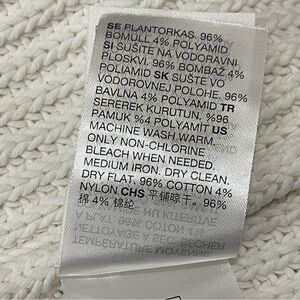 SE PLANTORKAS. 96%
BOMULL 4% POLYAMID
SI SUŠITE NA VODORAVNI
PLOSKVI. 96% BOMBAŽ 4%
POLIAMID SK SUŠTE VO
VODOROVNEJ POLOHE. 96%
BAVLNA 4% POLYAMID TR
SEREREK KURUTUN. %96
PAMUK %4 POLYAMIT US
MACHINE WASH WARM.
ONLY NON-CHLORINE
BLEACH WHEN NEEDED.
MEDIUM IRON. DRY CLEAN.
DRY FLAT. 96% COTTON 4%
NYLON CHS 平铺晾干。96%
棉 4% 锦纶